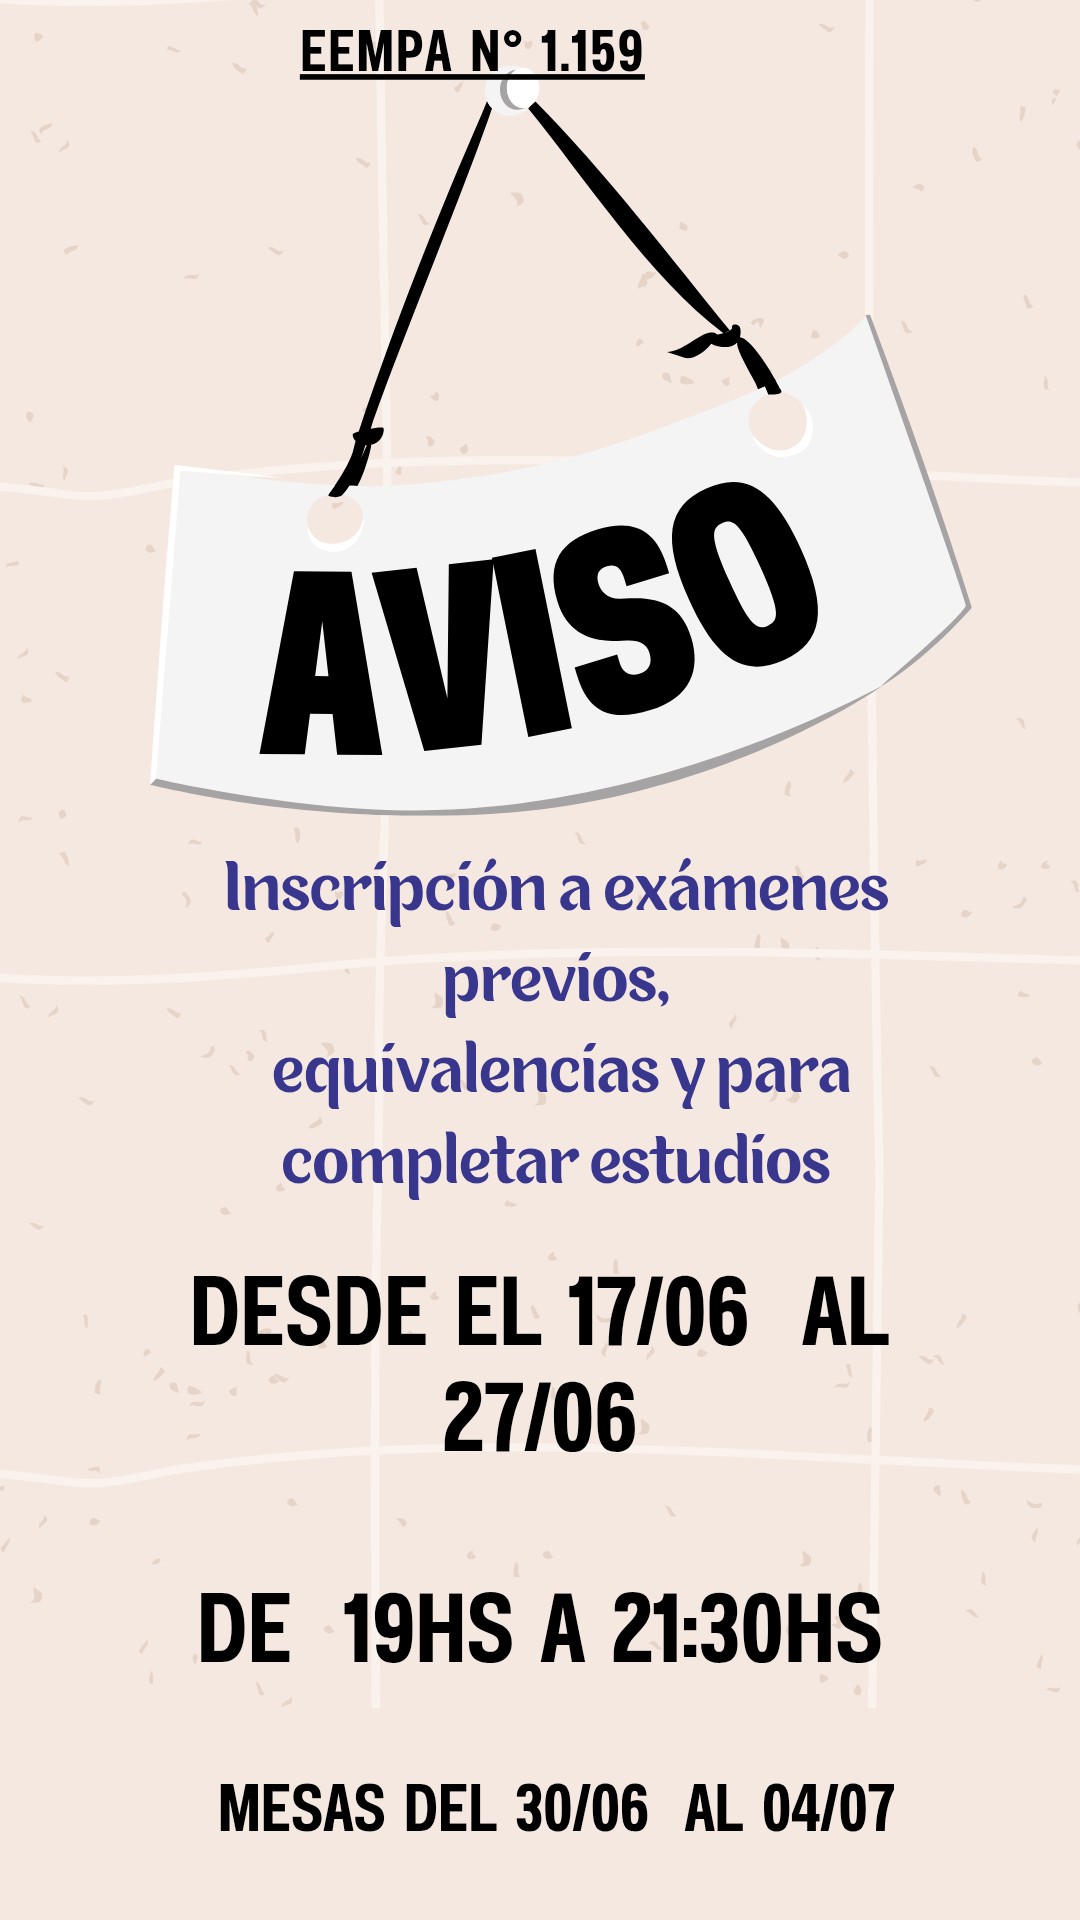 EEMPA N° 1.159
AVISO
Inscripción a exámenes
previos,
equivalencias y para
completar estudios
DESDE EL 17/06 AL
27/06
DE 19HS A 21:30HS
MESAS DEL 30/06 AL 04/07